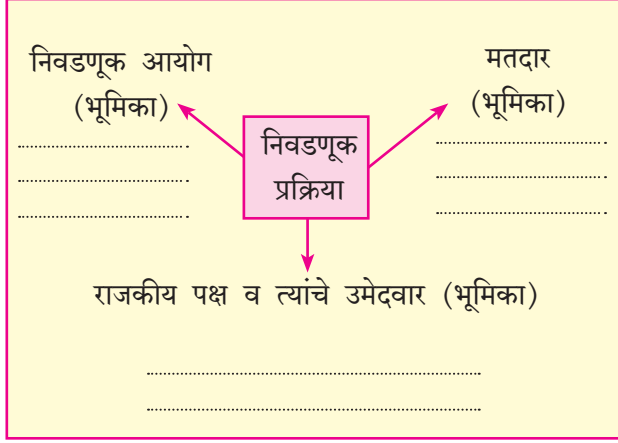 निवडणूक आयोग
(भूमिका)
मतदार
(भूमिका)
निवडणूक
प्रक्रिया
राजकीय पक्ष व त्यांचे उमेदवार (भूमिका)